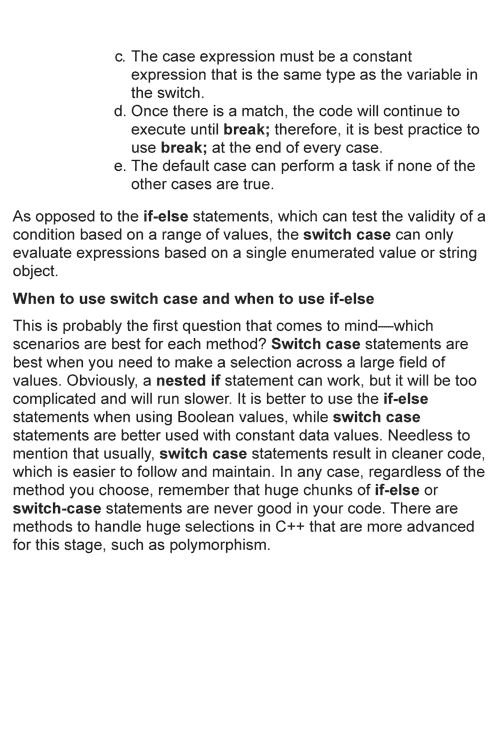 c. The case expression must be a constant
expression that is the same type as the variable in
the switch.
d. Once there is a match, the code will continue to
execute until break; therefore, it is best practice to
use break; at the end of every case.
e. The default case can perform a task if none of the
other cases are true.
As opposed to the if-else statements, which can test the validity of a
condition based on a range of values, the switch case can only
evaluate expressions based on a single enumerated value or string
object.
When to use switch case and when to use if-else
This is probably the first question that comes to mind—which
scenarios are best for each method? Switch case statements are
best when you need to make a selection across a large field of
values. Obviously, a nested if statement can work, but it will be too
complicated and will run slower. It is better to use the if-else
statements when using Boolean values, while switch case
statements are better used with constant data values. Needless to
mention that usually, switch case statements result in cleaner code,
which is easier to follow and maintain. In any case, regardless of the
method you choose, remember that huge chunks of if-else or
switch-case statements are never good in your code. There are
methods to handle huge selections in C++ that are more advanced
for this stage, such as polymorphism.